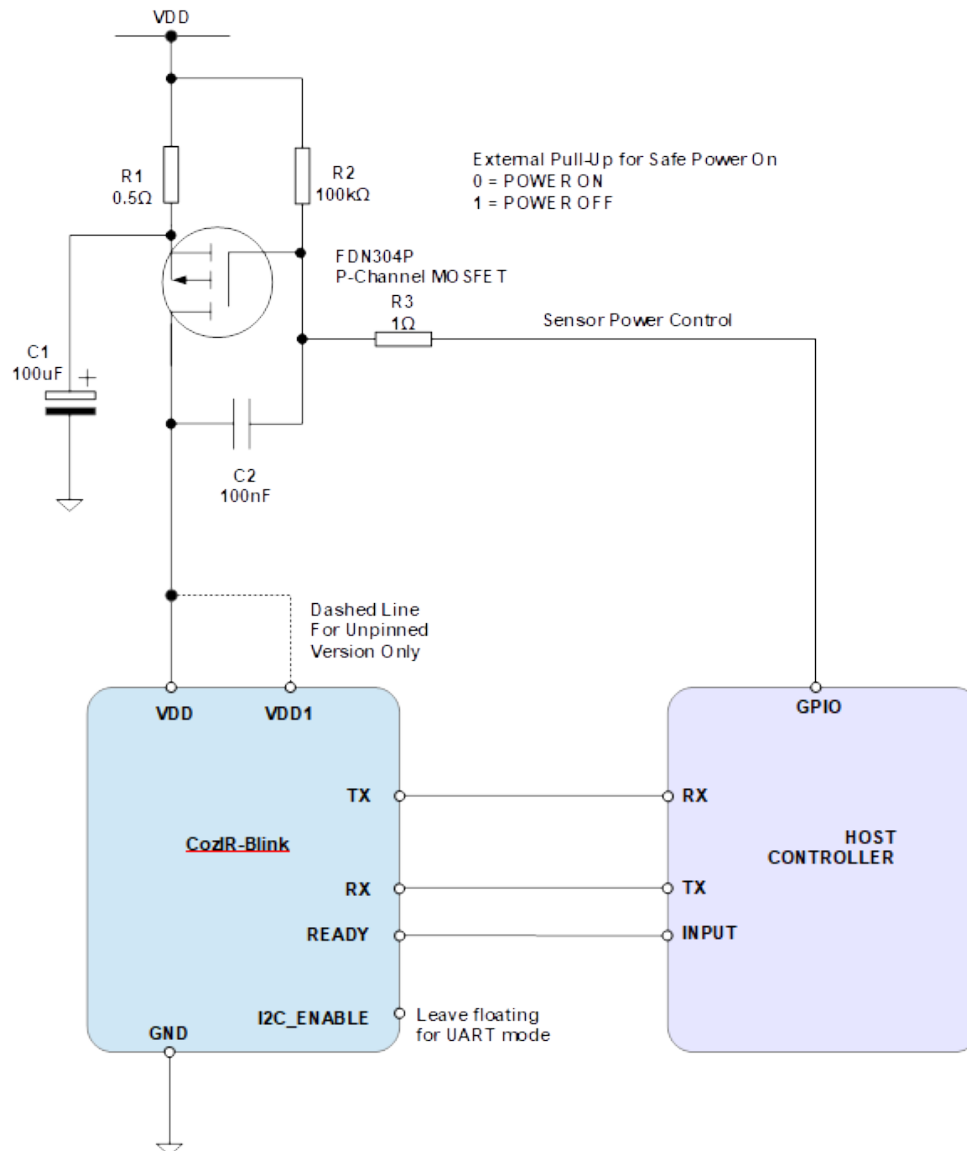 VDD
R1
0.5Ω
R2
100kΩ
External Pull-Up for Safe Power On
0 = POWER ON
1 = POWER OFF
FDN304P
P-Channel MOSFET
R3
1Ω
Sensor Power Control
C1
100uF
+
C2
100nF
Dashed Line
For Unpinned
Version Only
VDD
VDD1
GPIO
TX
RX
CozIR-Blink
HOST
CONTROLLER
RX
TX
READY
INPUT
I2C_ENABLE
Leave floating
for UART mode
GND